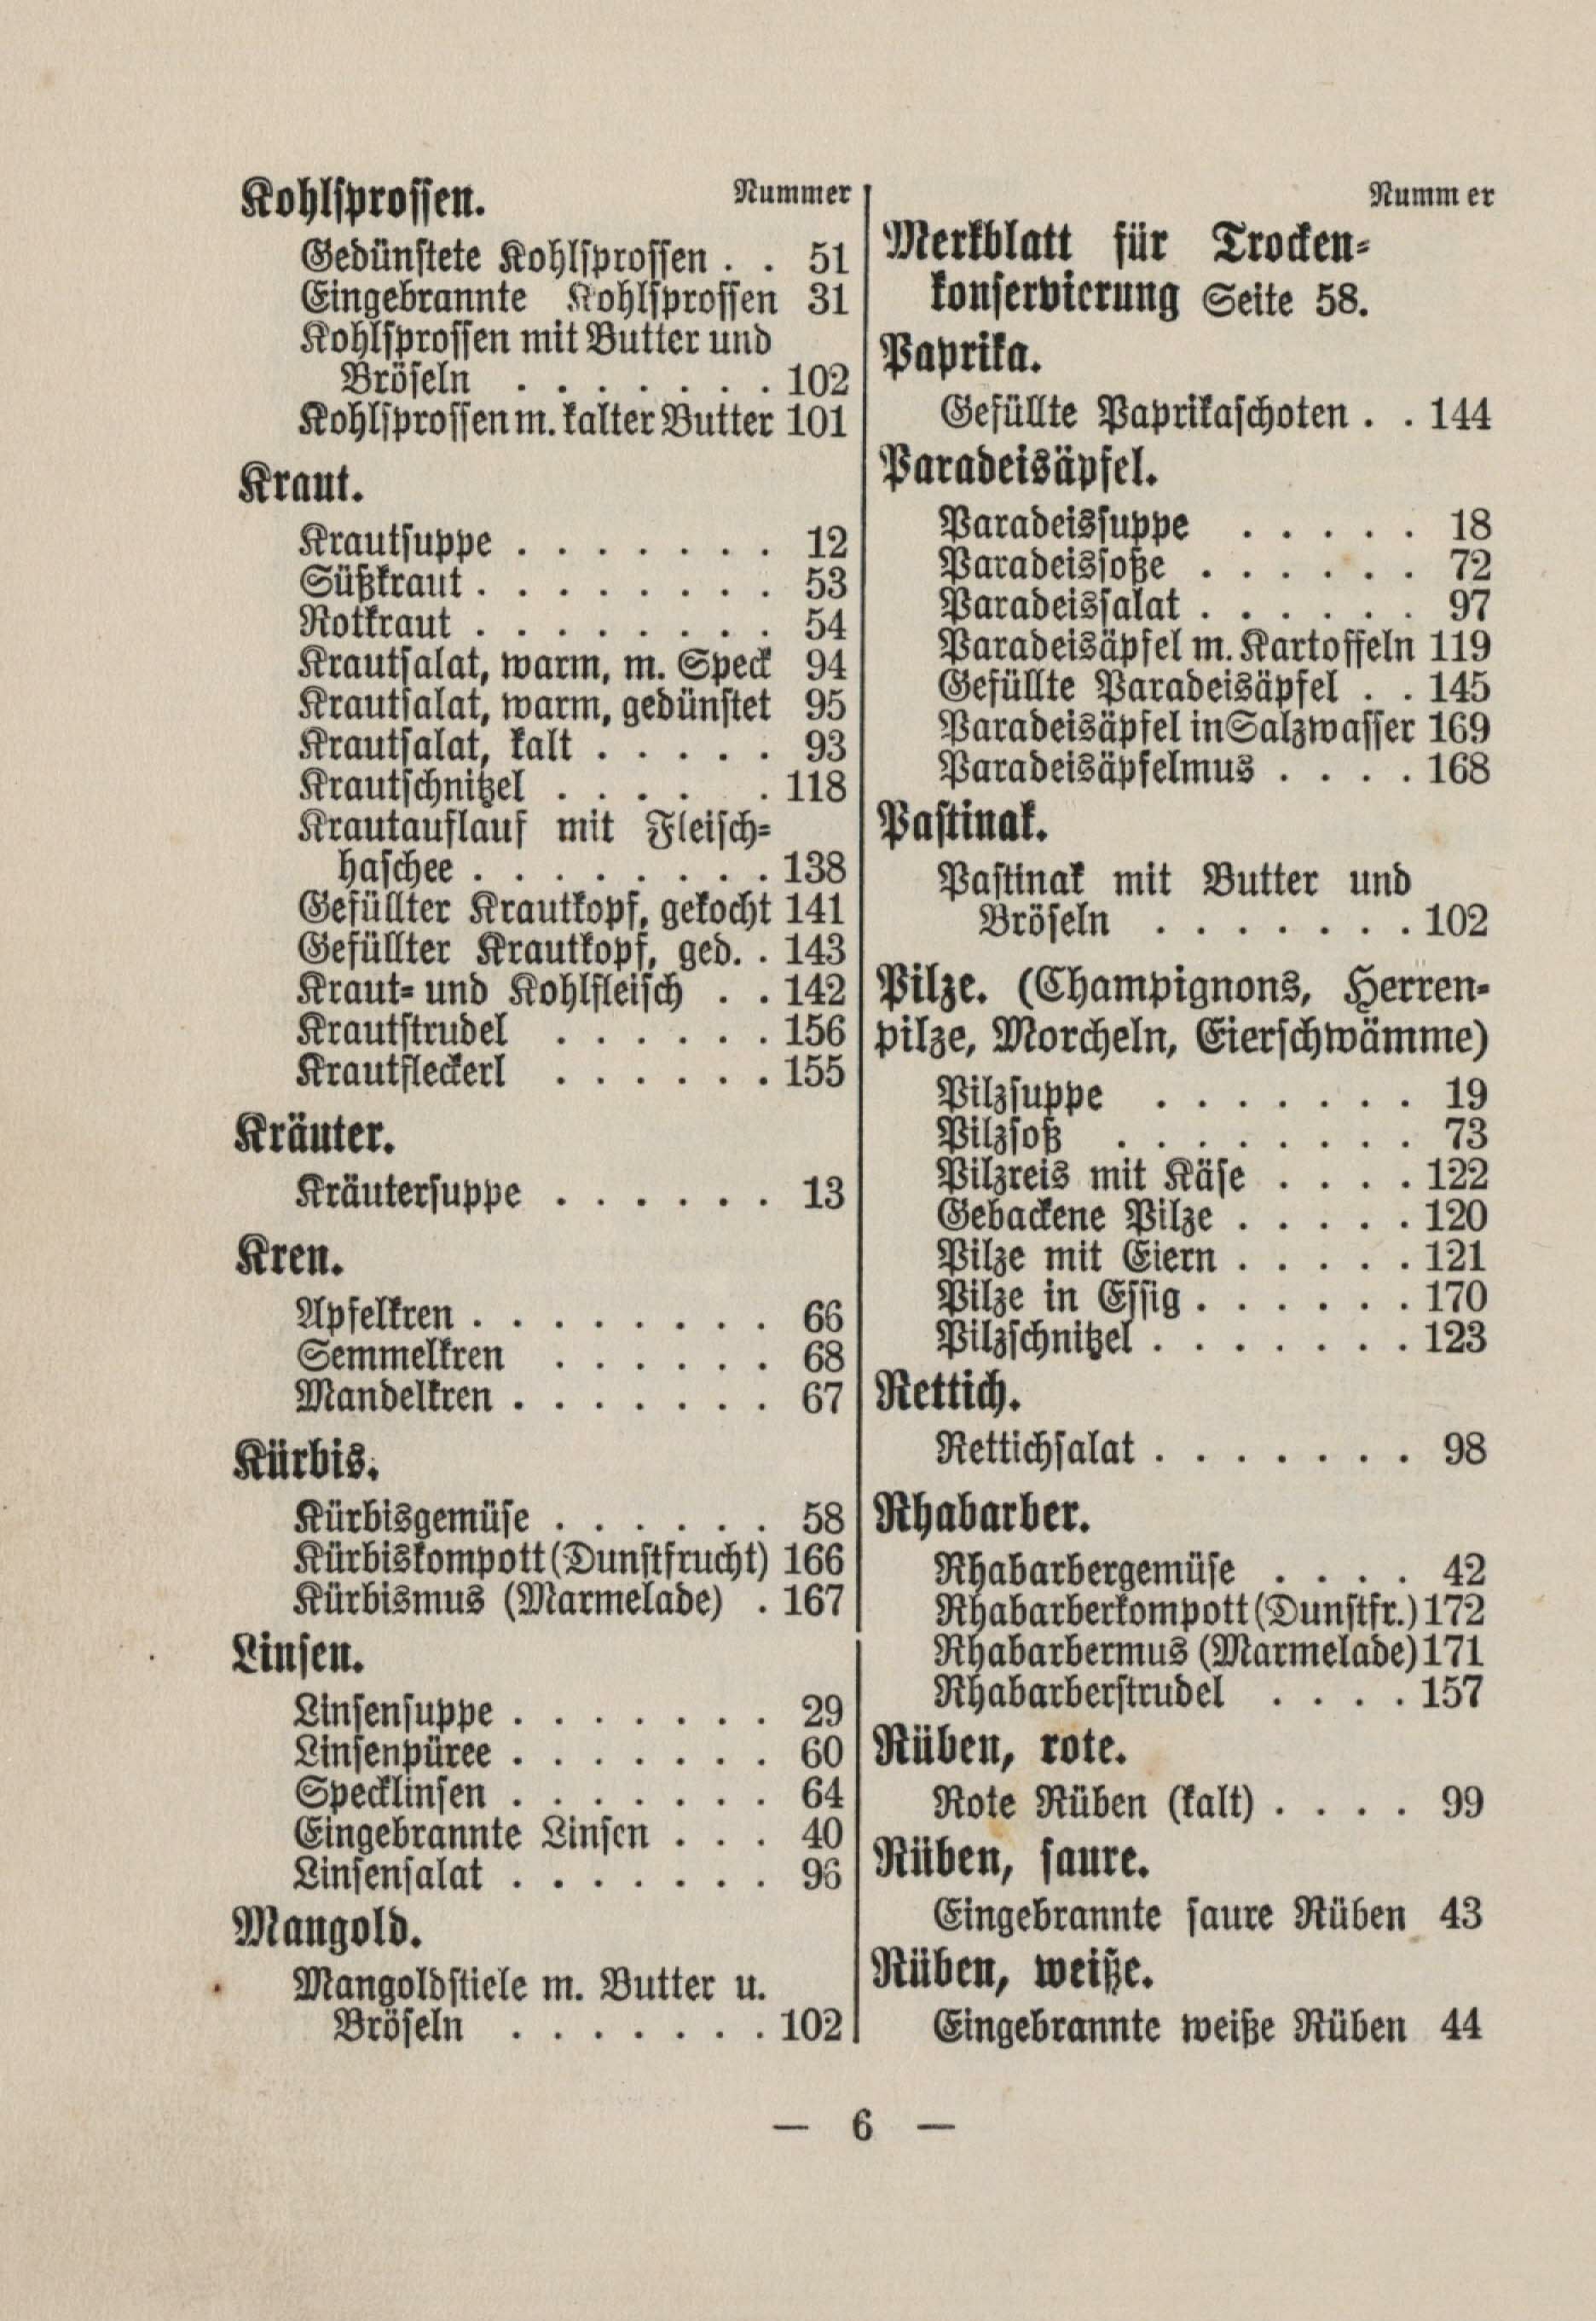 Nummer
Kohlsprossen.
Gedünstete Kohlsprossen . . 51
Eingebrannte Kohlsprossen 31
Kohlsprossen mit Butter und
Bröseln . . . . . . . 102
Kohlsprossen m. kalter Butter 101
Kraut.
Krautsuppe . . . . . . . 12
Süßkraut . . . . . . . . 53
Rotkraut . . . . . . . . 54
Krautsalat, warm, m. Speck 94
Krautsalat, warm, gedünstet 95
Krautsalat, kalt . . . . . 93
Krautschnitzel . . . . . . 118
Krautauflauf mit Fleisch-
haschee . . . . . . . . 138
Gefüllter Krautkopf, gekocht 141
Gefüllter Krautkopf, ged. . 143
Kraut- und Kohlfleisch . . 142
Krautstrudel . . . . . . 156
Krautfleckerl . . . . . . 155
Kräuter.
Kräutersuppe . . . . . . 13
Kren.
Apfelkren . . . . . . . . 66
Semmelkren . . . . . . 68
Mandelkren . . . . . . . 67
Kürbis.
Kürbisgemüse . . . . . . 58
Kürbiskompott (Dunstfrucht) 166
Kürbismus (Marmelade) . 167
Linsen.
Linsensuppe . . . . . . . 29
Linsenpüree . . . . . . . 60
Specklinsen . . . . . . . 64
Eingebrannte Linsen . . . 40
Linsensalat . . . . . . . 96
Mangold.
Mangoldstiele m. Butter u.
Bröseln . . . . . . . 102
Nummer
Merkblatt für Trocken-
konservierung Seite 58.
Paprika.
Gefüllte Paprikaschoten . . 144
Paradeisäpfel.
Paradeissuppe . . . . . 18
Paradeissoße . . . . . . 72
Paradeissalat . . . . . . 97
Paradeisäpfel m. Kartoffeln 119
Gefüllte Paradeisäpfel . . 145
Paradeisäpfel in Salzwasser 169
Paradeisäpfelmus . . . . 168
Pastinak.
Pastinak mit Butter und
Bröseln . . . . . . . 102
Pilze. (Champignons, Herren-
pilze, Morcheln, Eierschwämme)
Pilzsuppe . . . . . . . 19
Pilzsoß . . . . . . . . 73
Pilzreis mit Käse . . . . 122
Gebackene Pilze . . . . . 120
Pilze mit Eiern . . . . . 121
Pilze in Essig . . . . . . 170
Pilzschnitzel . . . . . . . 123
Rettich.
Rettichsalat . . . . . . . 98
Rhabarber.
Rhabarbergemüse . . . . 42
Rhabarberkompott (Dunstfr.) 172
Rhabarbermus (Marmelade) 171
Rhabarberstrudel . . . . 157
Rüben, rote.
Rote Rüben (kalt) . . . . 99
Rüben, saure.
Eingebrannte saure Rüben 43
Rüben, weiße.
Eingebrannte weiße Rüben 44
— 6 —